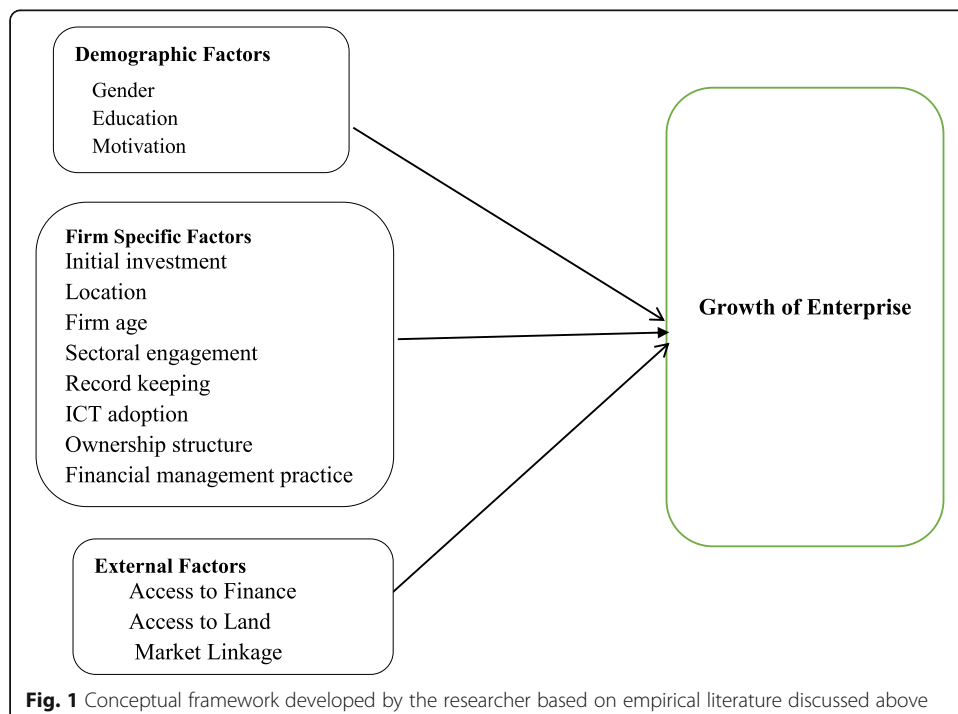 Demographic Factors
Gender
Education
Motivation
Firm Specific Factors
Initial investment
Location
Firm age
Sectoral engagement
Record keeping
ICT adoption
Ownership structure
Financial management practice
External Factors
Access to Finance
Access to Land
Market Linkage
Growth of Enterprise
Fig. 1 Conceptual framework developed by the researcher based on empirical literature discussed above